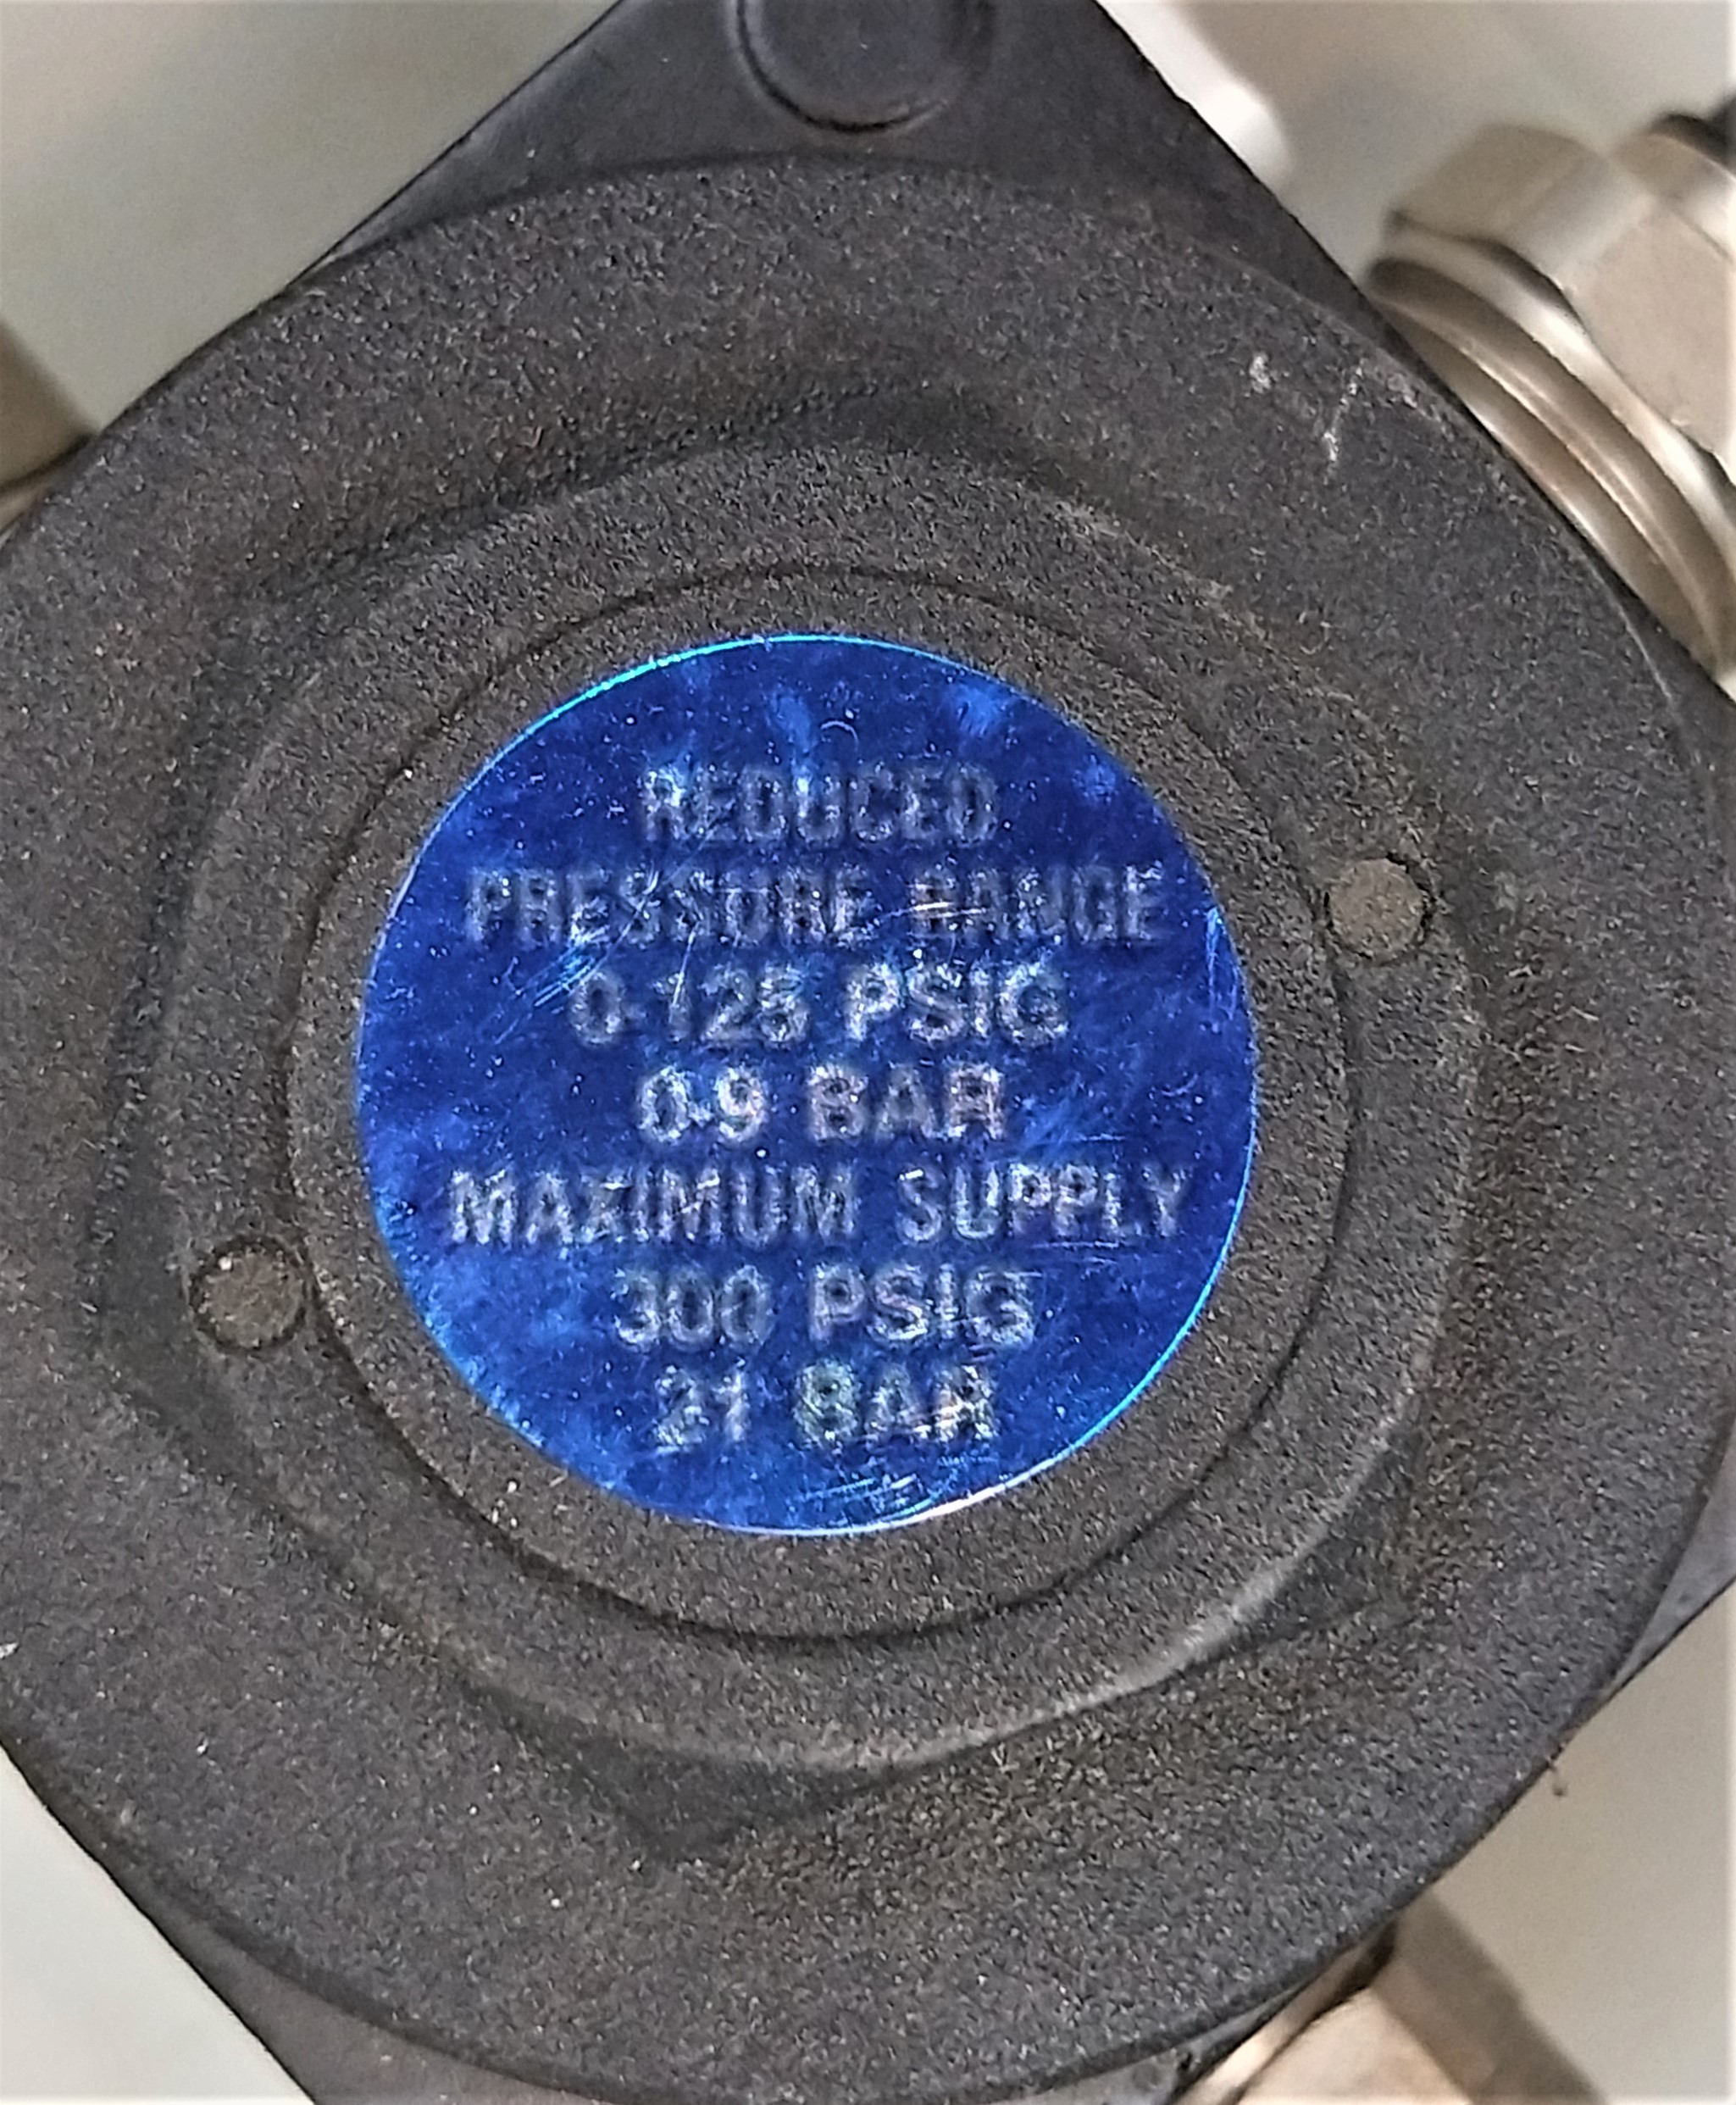 REDUCED
PRESSURE RANGE
0-125 PSIG
0-9 BAR
MAXIMUM SUPPLY
300 PSIG
21 BAR